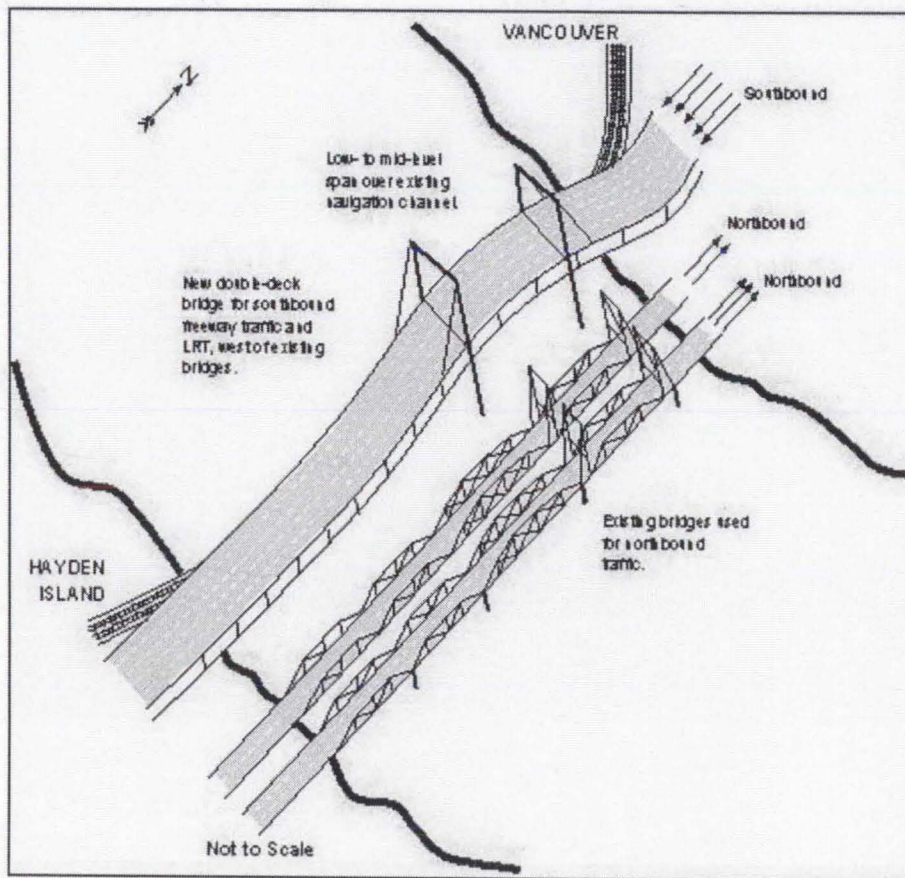 VANCOUVER
Z
Southbound
Low- to mid-level
span over existing
navigation channel.
Northbound
Northbound
New double-deck
bridge for southbound
freeway traffic and
LRT, west of existing
bridges.
Existing bridges used
for northbound
traffic.
HAYDEN
ISLAND
Not to Scale